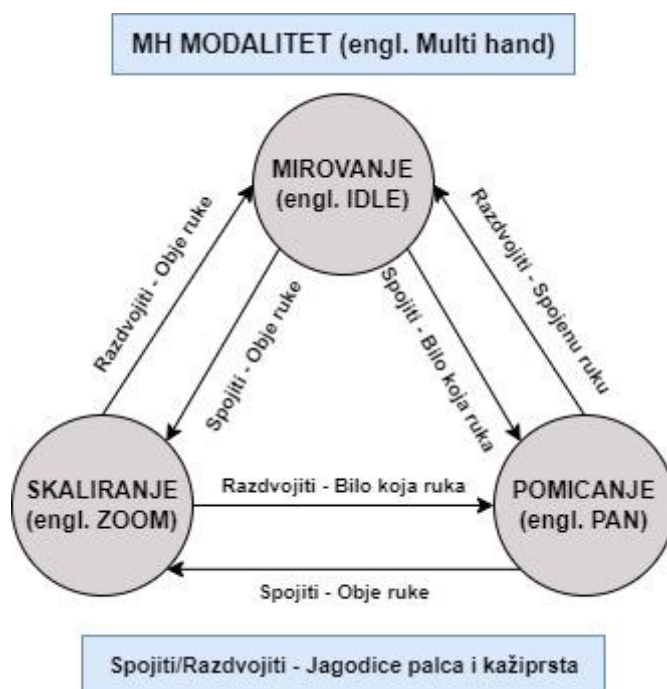 MH MODALITET (engl. Multi hand)
MIROVANJE
(engl. IDLE)
Razdvojiti - Obje ruke
Spojiti - Obje ruke
Spojiti - Bilo koja ruka
Razdvojiti - Spojenu ruku
SKALIRANJE
(engl. ZOOM)
Razdvojiti - Bilo koja ruka
POMICANJE
(engl. PAN)
Spojiti - Obje ruke
Spojiti/Razdvojiti - Jagodice palca i kažiprsta